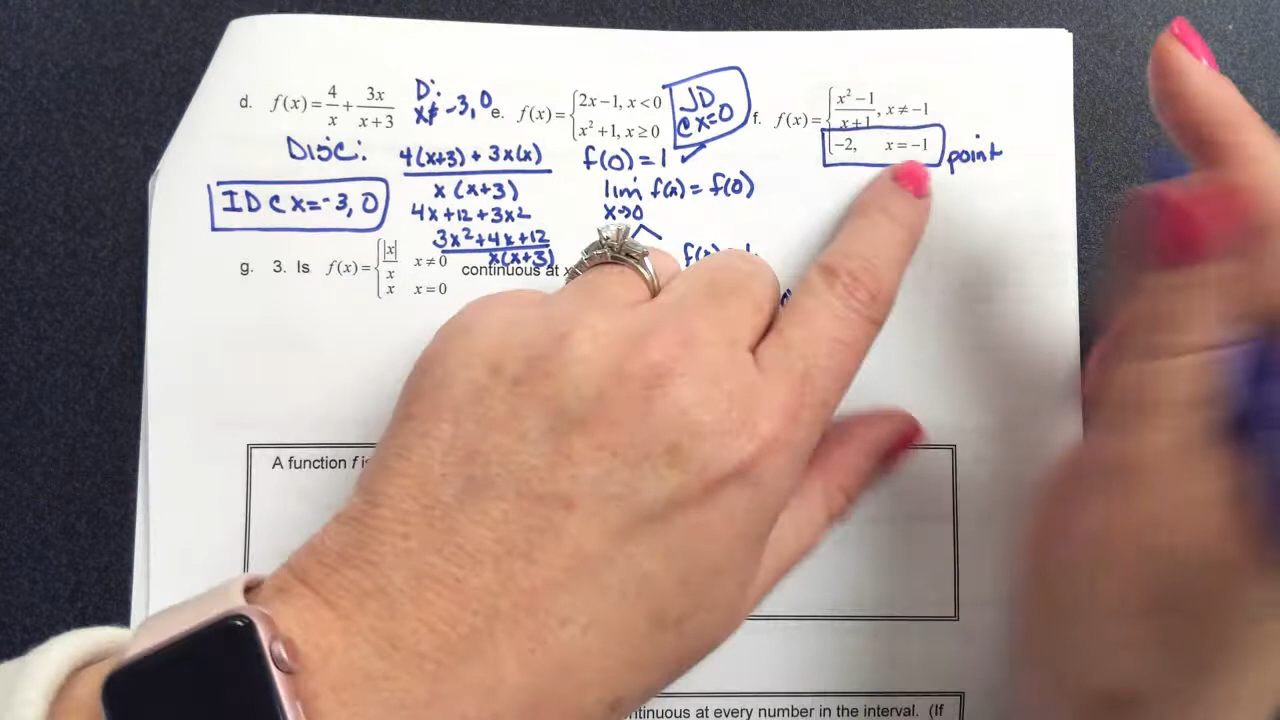 d. f(x) = 4/x + 3x/(x+3)
D:
x ≠ -3, 0
DISC:
4(x+3) + 3x(x)
x(x+3)
4x+12+3x²
3x²+4x+12
x(x+3)
ID @ x=-3, 0
e. f(x) = { 2x-1, x<0
x²+1, x≥0
JD
@ x=0
f(0) = 1 ✓
lim f(x) = f(0)
x→0
f. f(x) = { x²-1
x+1 , x≠-1
-2, x=-1
point
g. 3. Is f(x) = { |x|/x x≠0
x x=0
continuous at
A function f is
ntinuous at every number in the interval. (If